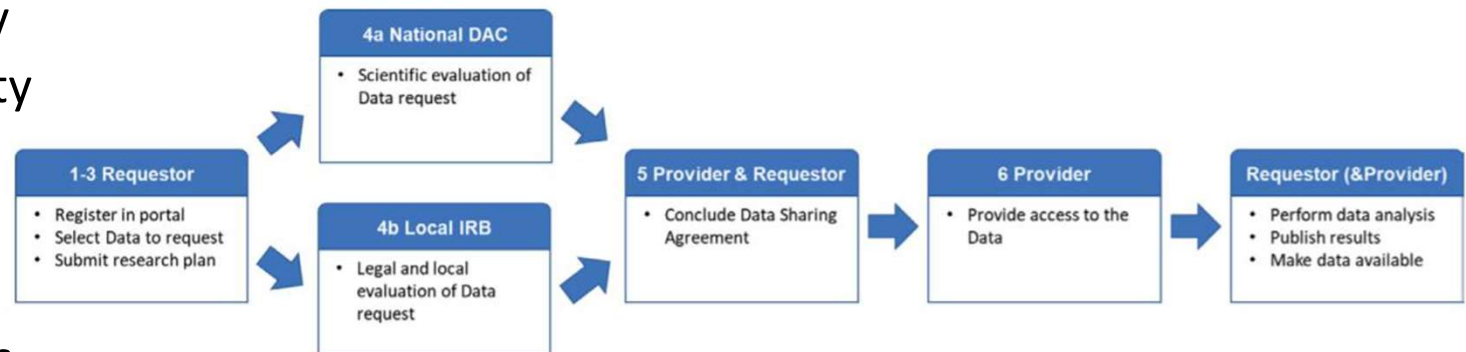 4a National DAC
• Scientific evaluation of
Data request
ty
1-3 Requestor
• Register in portal
• Select Data to request
• Submit research plan
4b Local IRB
• Legal and local
evaluation of Data
request
5 Provider & Requestor
• Conclude Data Sharing
Agreement
6 Provider
• Provide access to the
Data
Requestor (&Provider)
• Perform data analysis
• Publish results
• Make data available